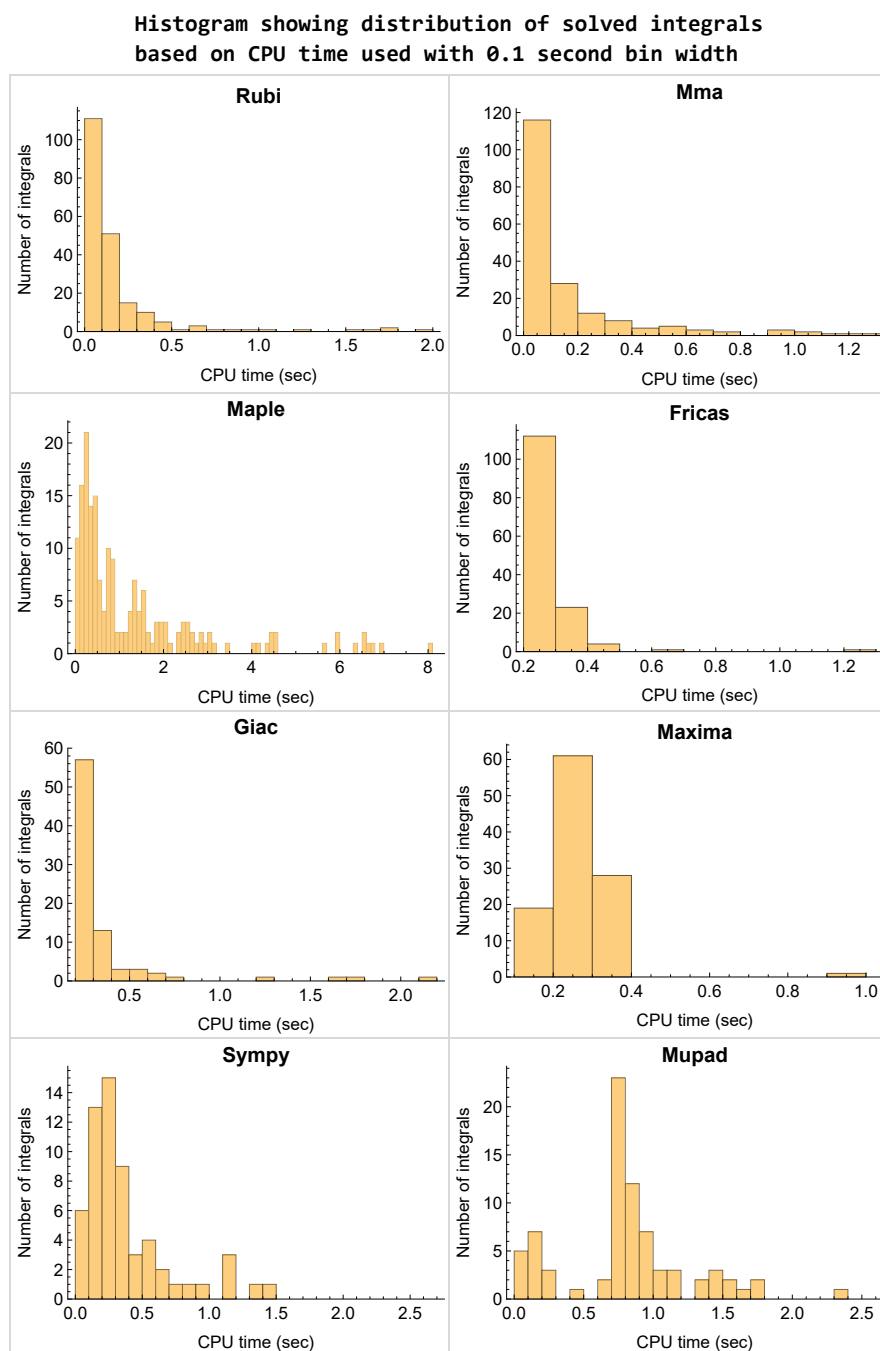 Histogram showing distribution of solved integrals
based on CPU time used with 0.1 second bin width
Rubi
Number of integrals
100
80
60
40
20
0
0.0 0.5 1.0 1.5 2.0
CPU time (sec)
Mma
Number of integrals
120
100
80
60
40
20
0
0.0 0.2 0.4 0.6 0.8 1.0 1.2
CPU time (sec)
Maple
Number of integrals
20
15
10
5
0
0 2 4 6 8
CPU time (sec)
Fricas
Number of integrals
100
80
60
40
20
0
0.2 0.4 0.6 0.8 1.0 1.2
CPU time (sec)
Giac
Number of integrals
60
50
40
30
20
10
0
0.5 1.0 1.5 2.0
CPU time (sec)
Maxima
Number of integrals
60
50
40
30
20
10
0
0.2 0.4 0.6 0.8 1.0
CPU time (sec)
Sympy
Number of integrals
14
12
10
8
6
4
2
0
0.0 0.5 1.0 1.5 2.0 2.5
CPU time (sec)
Mupad
Number of integrals
20
15
10
5
0
0.0 0.5 1.0 1.5 2.0 2.5
CPU time (sec)